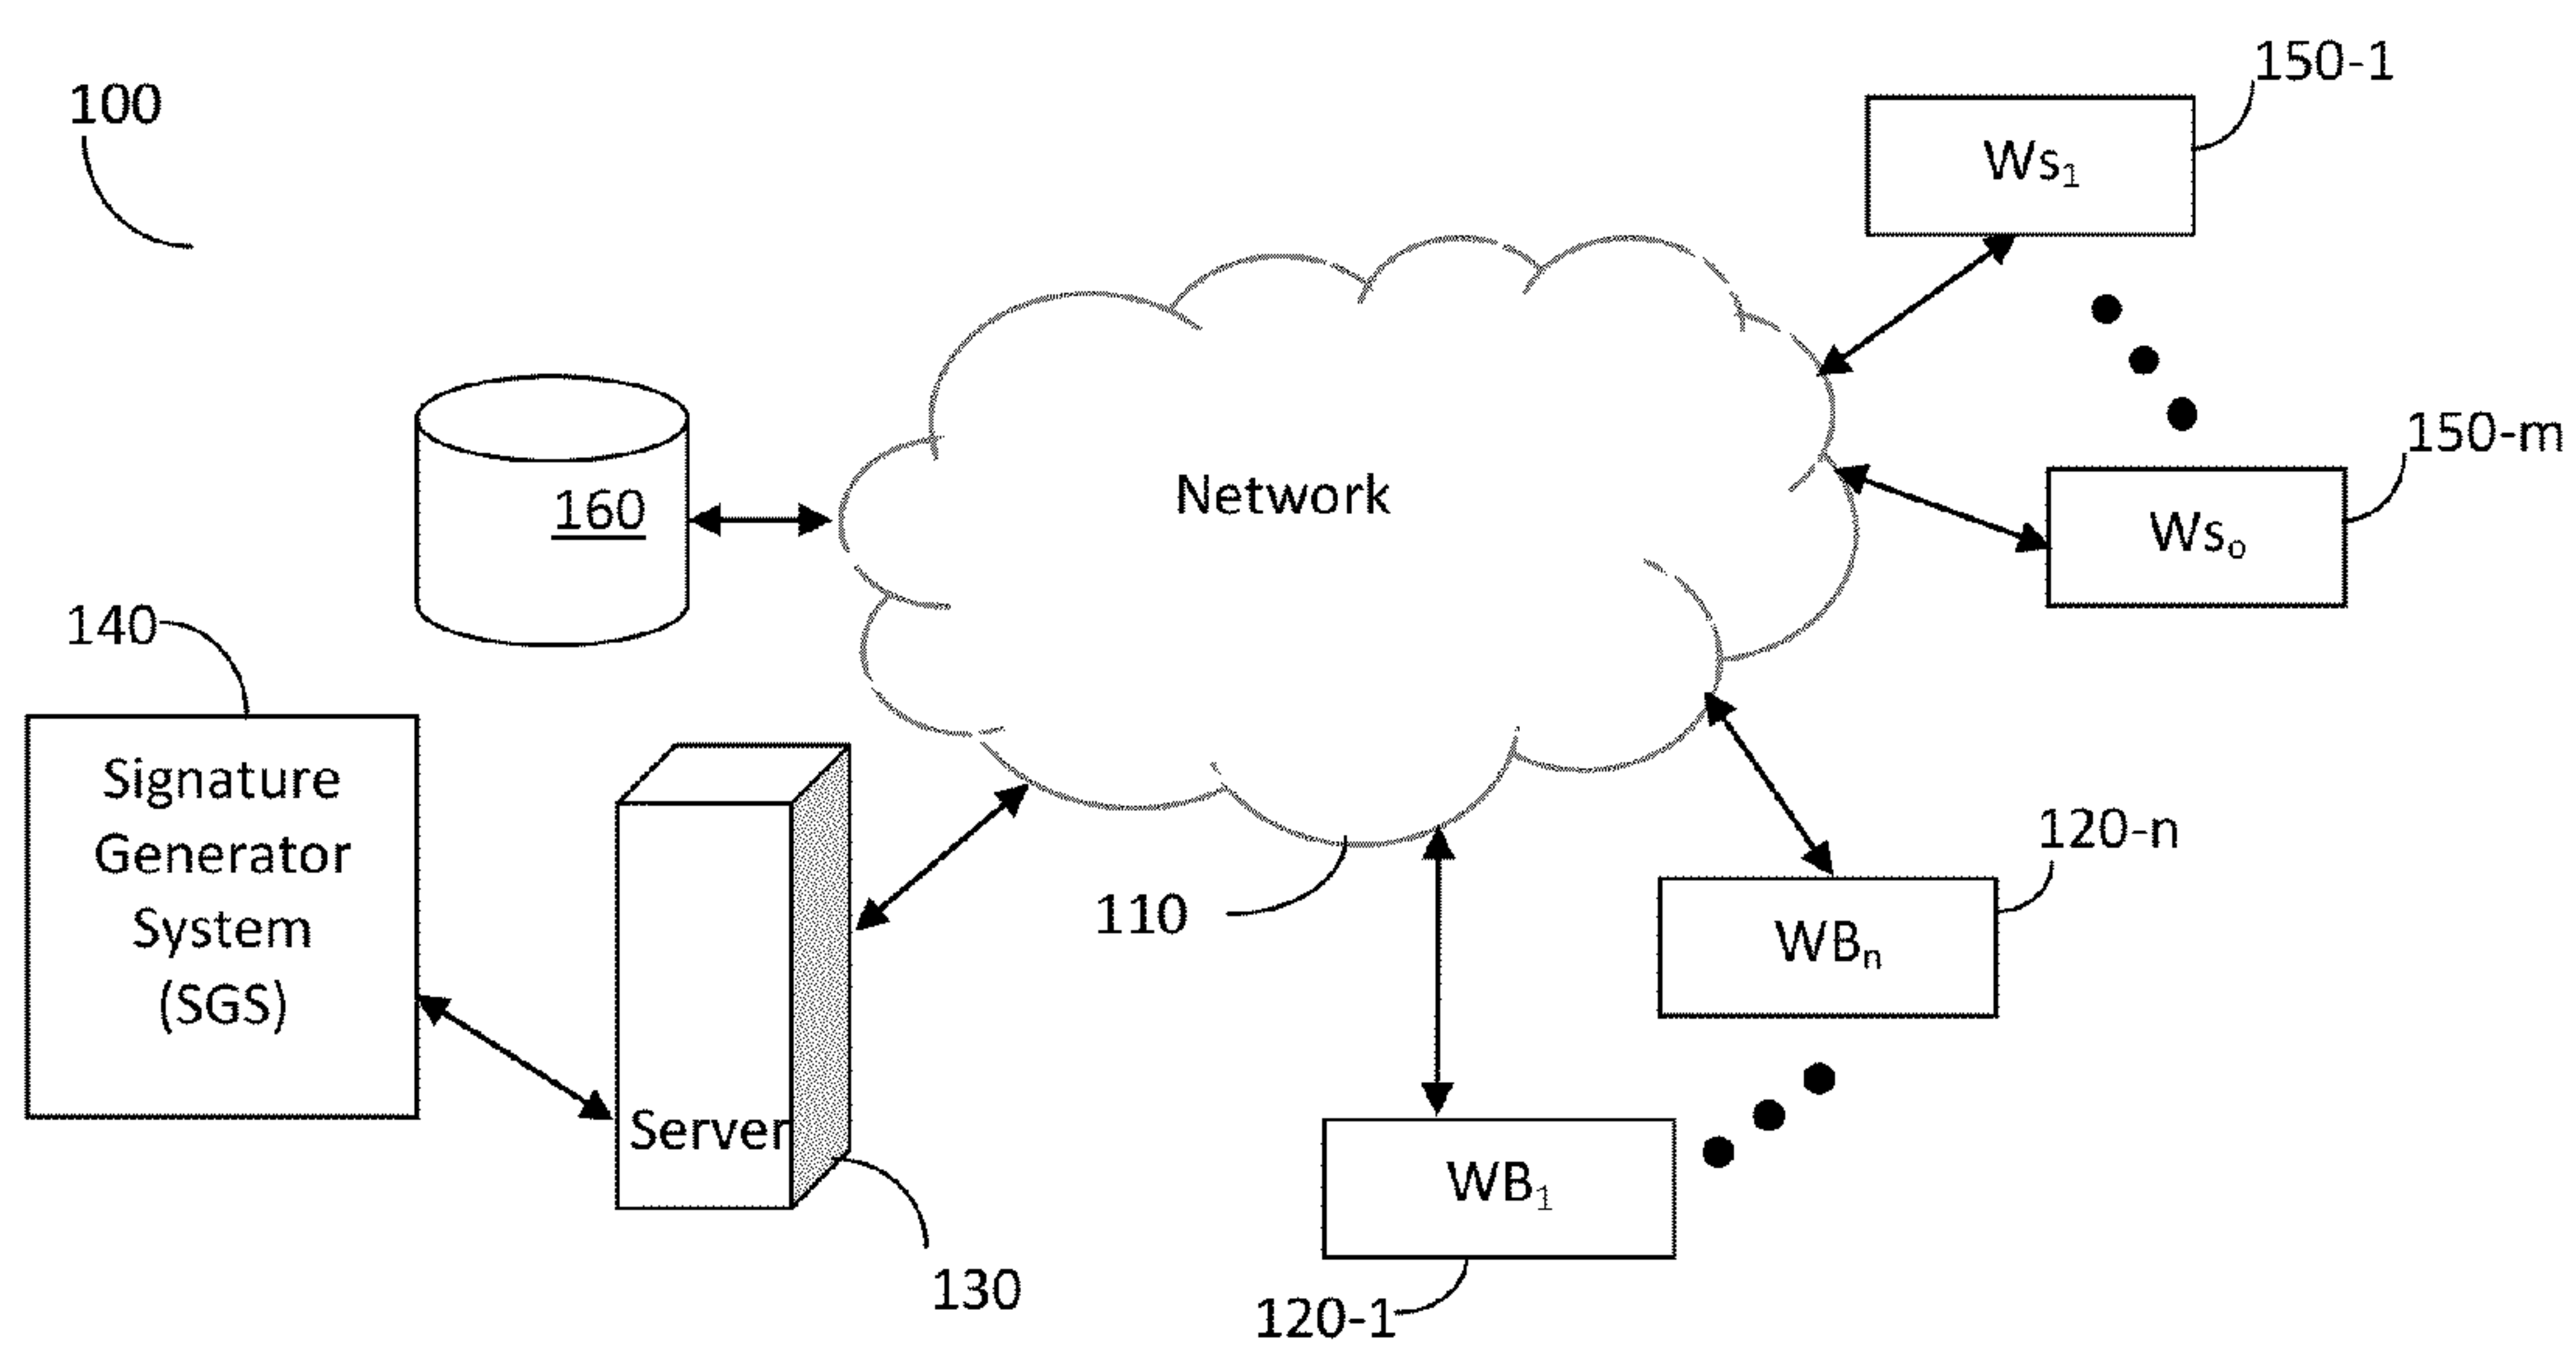 150-1
100
Ws₁
150-m
Network
160
Wsₒ
140
Signature
Generator
System
(SGS)
120-n
110
WBₙ
Server
WB₁
130
120-1